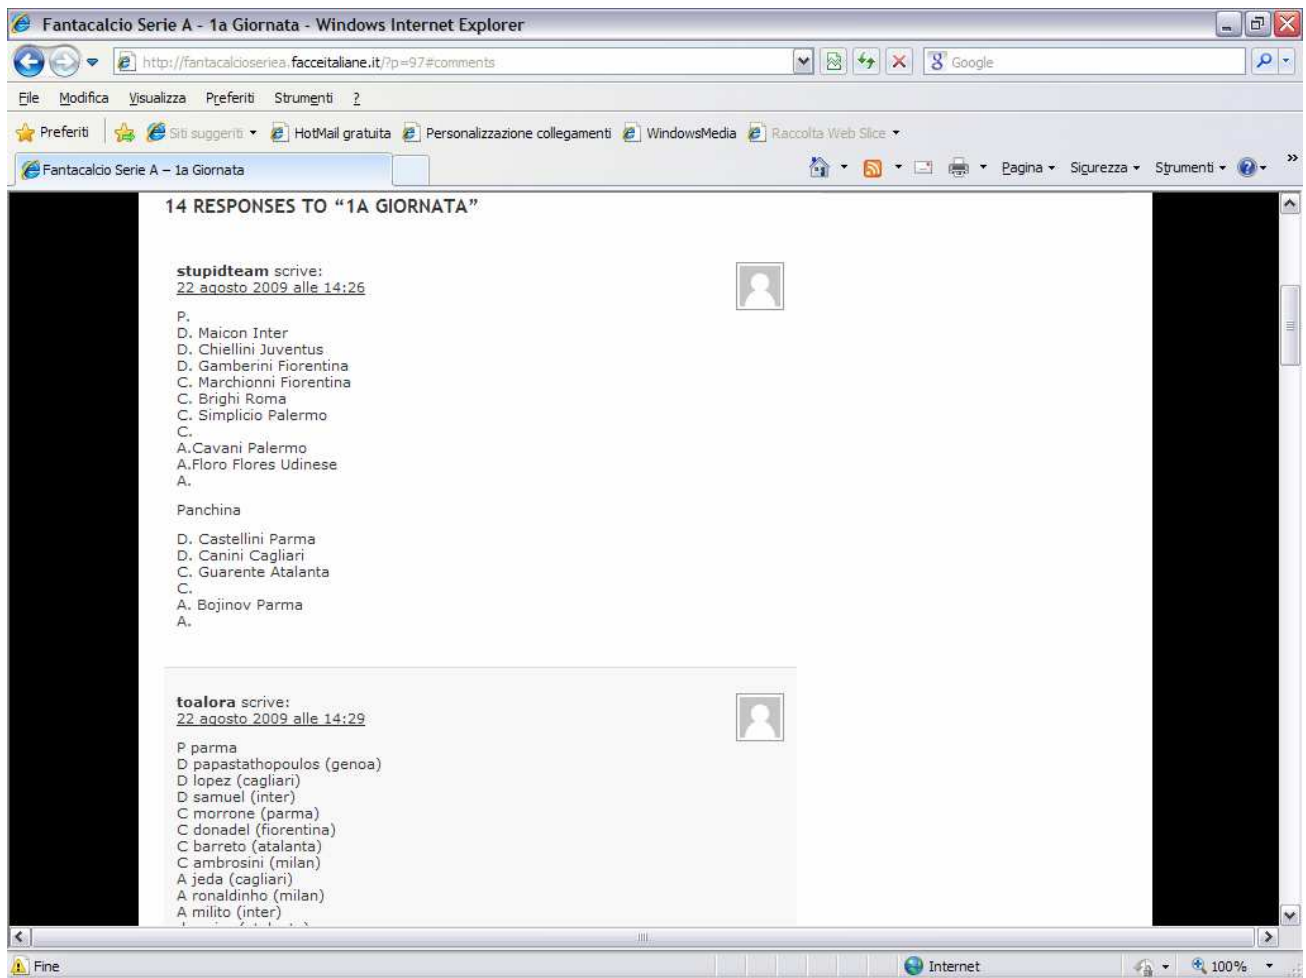 Fantacalcio Serie A - 1a Giornata - Windows Internet Explorer
http://fantacalcioseriea.facceitaliane.it/?p=97#comments
Google
File Modifica Visualizza Preferiti Strumenti ?
Preferiti Siti suggeriti HotMail gratuita Personalizzazione collegamenti WindowsMedia Raccolta Web Slice
Fantacalcio Serie A – 1a Giornata
Pagina Sicurezza Strumenti »
14 RESPONSES TO “1A GIORNATA”
stupidteam scrive:
22 agosto 2009 alle 14:26
P.
D. Maicon Inter
D. Chiellini Juventus
D. Gamberini Fiorentina
C. Marchionni Fiorentina
C. Brighi Roma
C. Simplicio Palermo
C.
A.Cavani Palermo
A.Floro Flores Udinese
A.
Panchina
D. Castellini Parma
D. Canini Cagliari
C. Guarente Atalanta
C.
A. Bojinov Parma
A.
toalora scrive:
22 agosto 2009 alle 14:29
P parma
D papastathopoulos (genoa)
D lopez (cagliari)
D samuel (inter)
C morrone (parma)
C donadel (fiorentina)
C barreto (atalanta)
C ambrosini (milan)
A jeda (cagliari)
A ronaldinho (milan)
A milito (inter)
Fine
Internet
100%